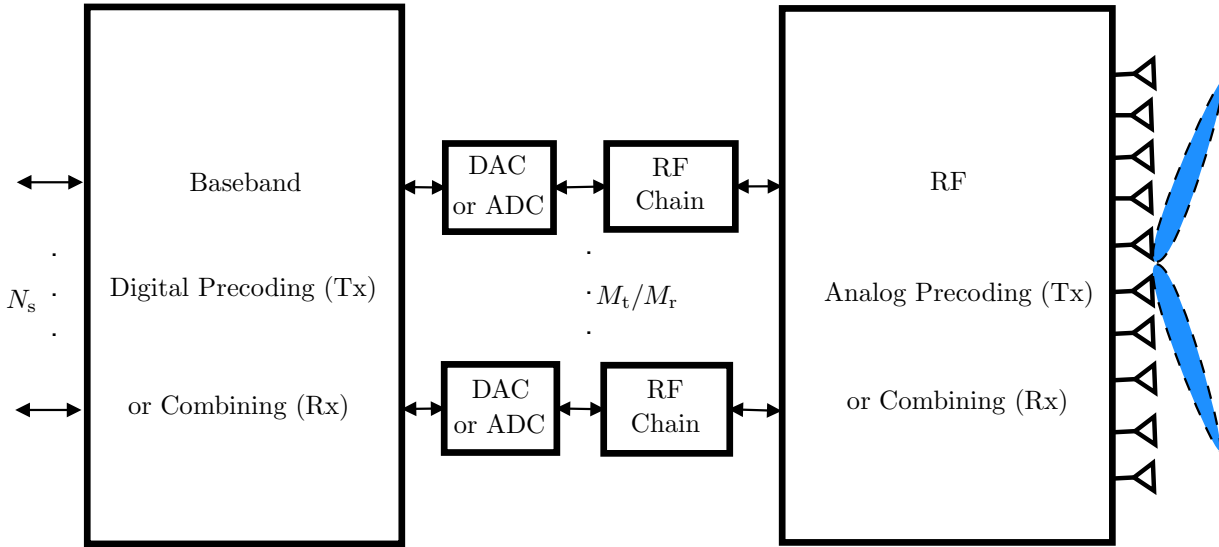 Baseband
Digital Precoding (Tx)
or Combining (Rx)
N_s
DAC
or ADC
RF
Chain
M_t/M_r
DAC
or ADC
RF
Chain
RF
Analog Precoding (Tx)
or Combining (Rx)